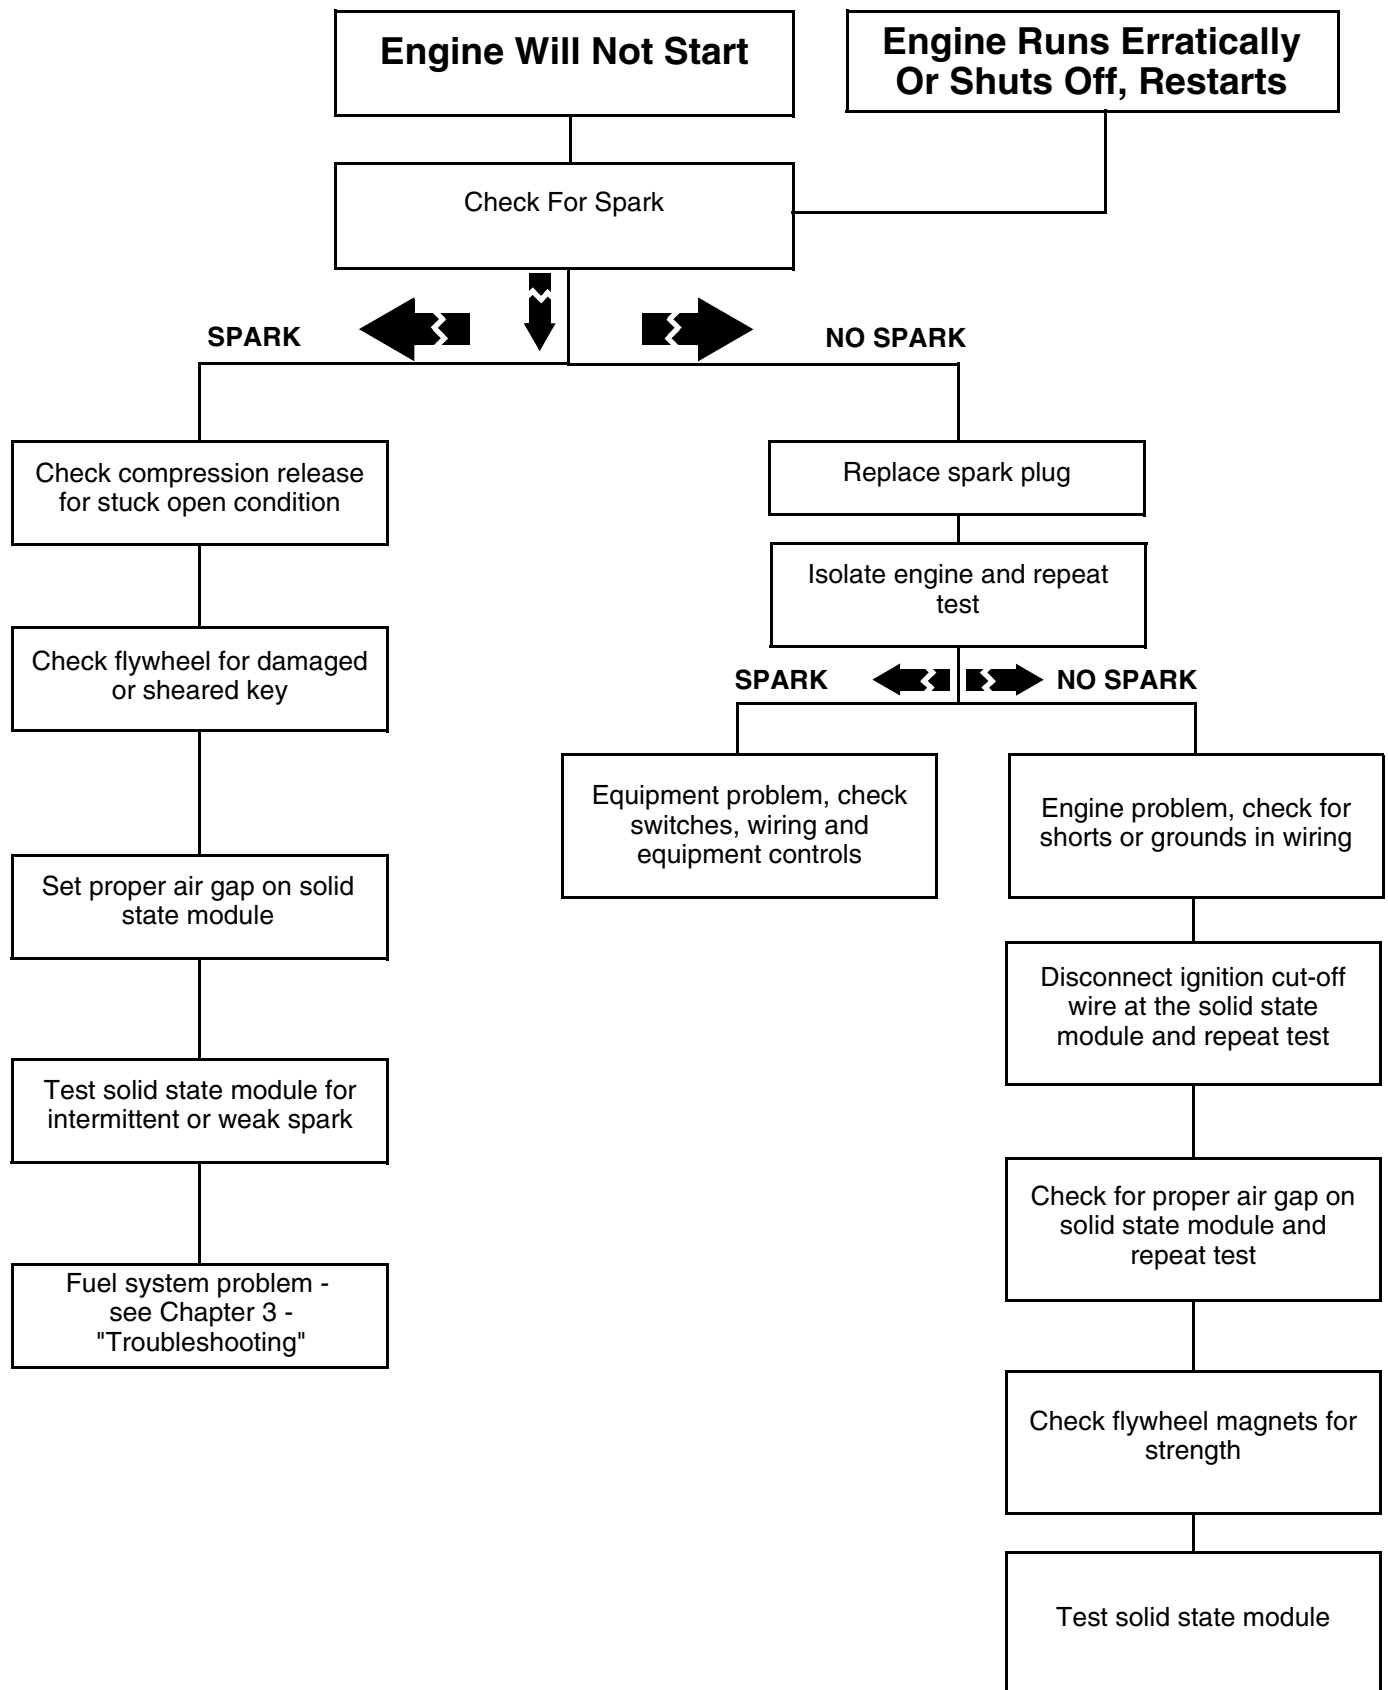 Engine Will Not Start
Engine Runs Erratically
Or Shuts Off, Restarts
Check For Spark
SPARK
NO SPARK
Check compression release
for stuck open condition
Replace spark plug
Isolate engine and repeat
test
Check flywheel for damaged
or sheared key
SPARK
NO SPARK
Equipment problem, check
switches, wiring and
equipment controls
Engine problem, check for
shorts or grounds in wiring
Set proper air gap on solid
state module
Disconnect ignition cut-off
wire at the solid state
module and repeat test
Test solid state module for
intermittent or weak spark
Check for proper air gap on
solid state module and
repeat test
Fuel system problem -
see Chapter 3 -
"Troubleshooting"
Check flywheel magnets for
strength
Test solid state module